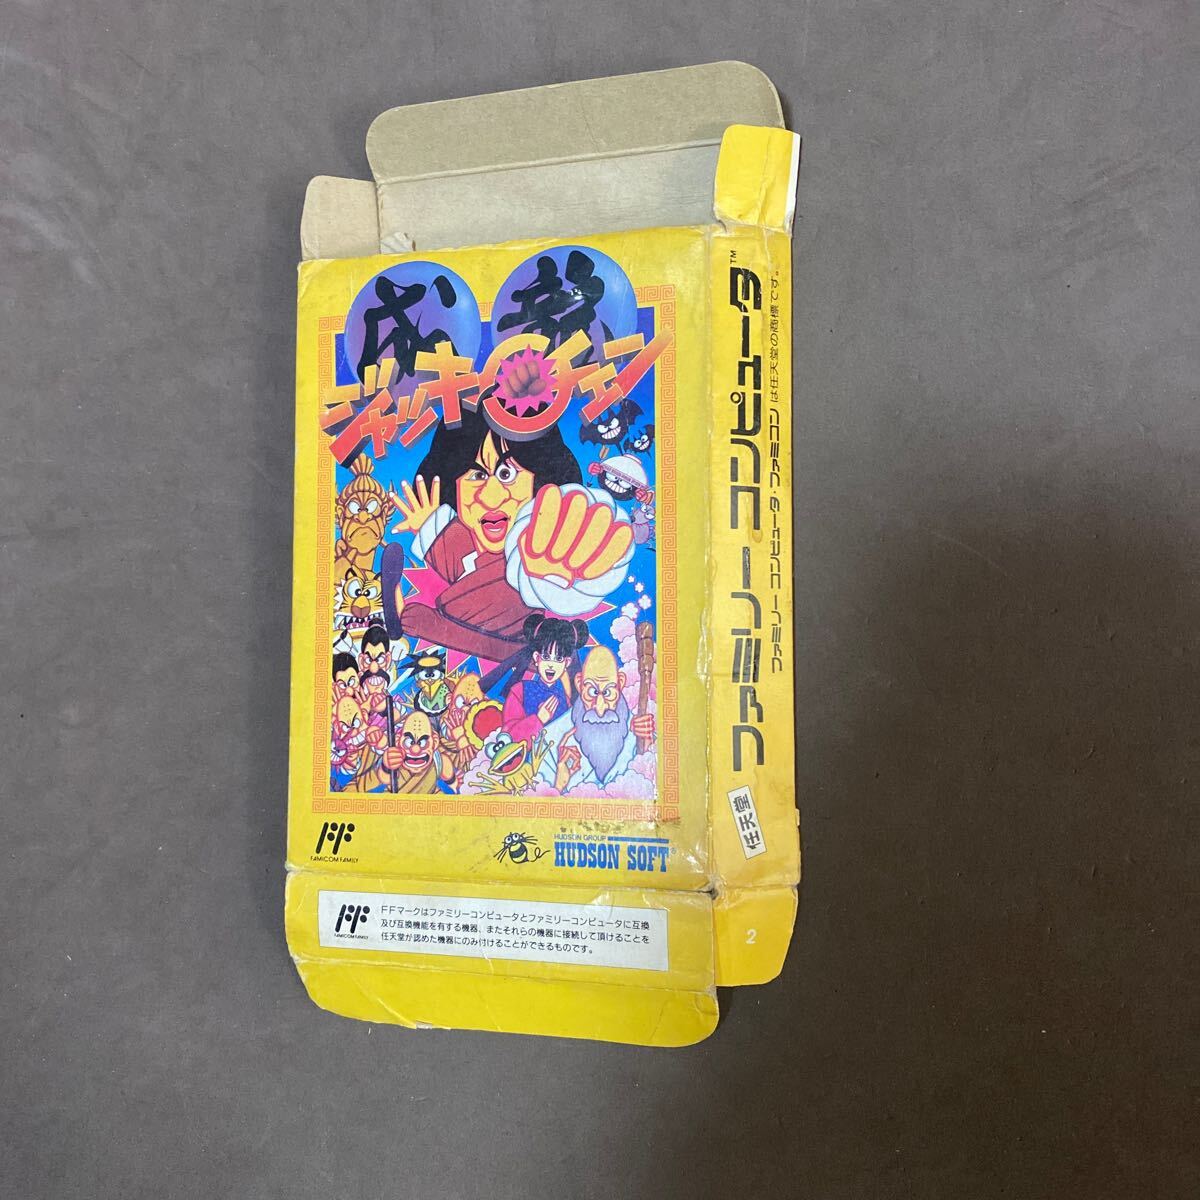 成 龍
ジャッキーチェン
FAMICOM FAMILY
HUDSON GROUP
HUDSON SOFT®
FAMICOM FAMILY
FFマークはファミリーコンピュータとファミリーコンピュータに互換
及び互換機能を有する機器、またそれらの機器に接続して頂けることを
任天堂が認めた機器にのみ付けることができるものです。
ファミリー コンピュータ™
ファミリー コンピュータ・ファミコン は任天堂の商標です。
任天堂
2